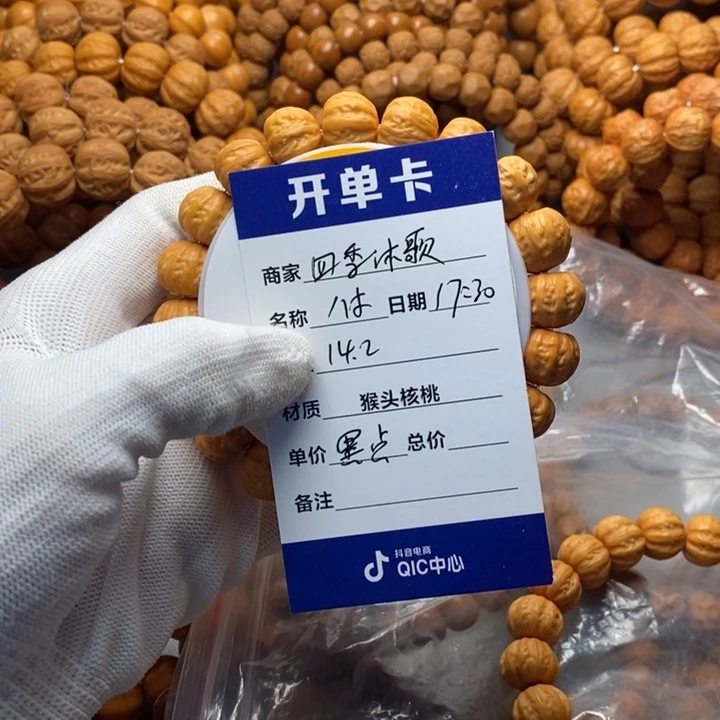 开单卡
商家 四季休歌
名称 1件 日期 17:30
14.2
材质 猴头核桃
单价 黑点 总价
备注
抖音电商
QIC中心